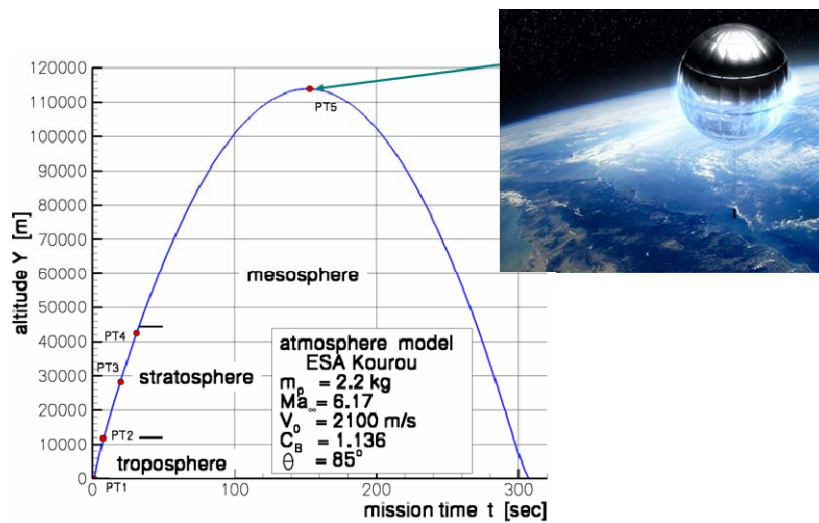 120000
110000
100000
90000
80000
70000
60000
50000
40000
30000
20000
10000
0
altitude Y [m]
PT5
mesosphere
PT4
PT3
stratosphere
PT2
troposphere
PT1
atmosphere model
ESA Kourou
mₚ = 2.2 kg
Ma∞ = 6.17
V₀ = 2100 m/s
C_B = 1.136
θ = 85°
0 100 200 300
mission time t [sec]